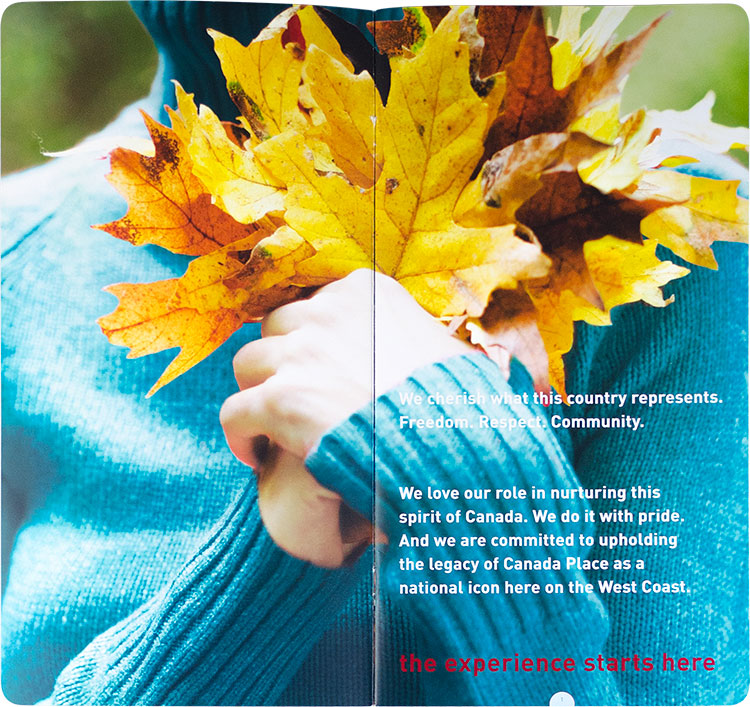 We cherish what this country represents.
Freedom. Respect. Community.
We love our role in nurturing this
spirit of Canada. We do it with pride.
And we are committed to upholding
the legacy of Canada Place as a
national icon here on the West Coast.
the experience starts here